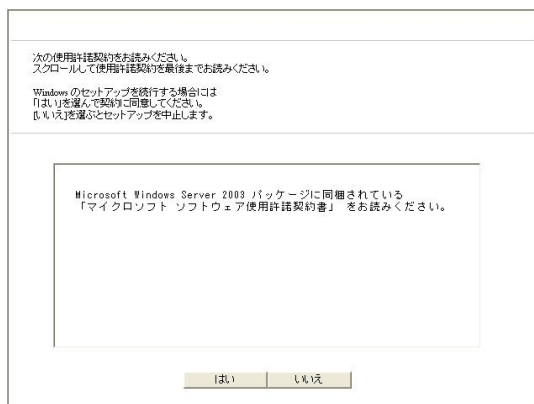 次の使用許諾契約をお読みください。
スクロールして使用許諾契約を最後までお読みください。
Windows のセットアップを続行する場合には
「はい」を選んで契約に同意してください。
[いいえ]を選ぶとセットアップを中止します。
Microsoft Windows Server 2003 パッケージに同梱されている
「マイクロソフト ソフトウェア使用許諾契約書」 をお読みください。
はい
いいえ